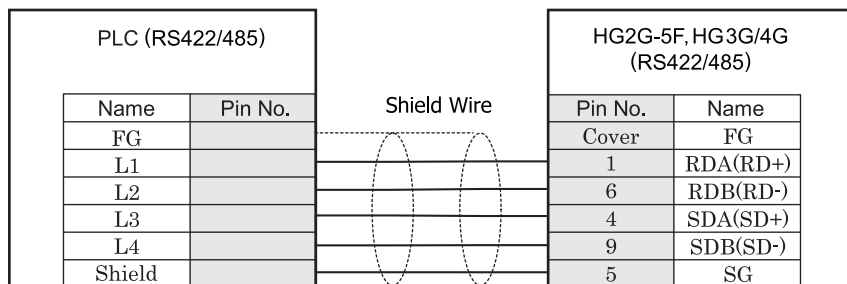 PLC (RS422/485)
HG2G-5F, HG3G/4G
(RS422/485)
Shield Wire
Name Pin No.
Pin No. Name
FG
Cover FG
L1
1 RDA(RD+)
L2
6 RDB(RD-)
L3
4 SDA(SD+)
L4
9 SDB(SD-)
Shield
5 SG